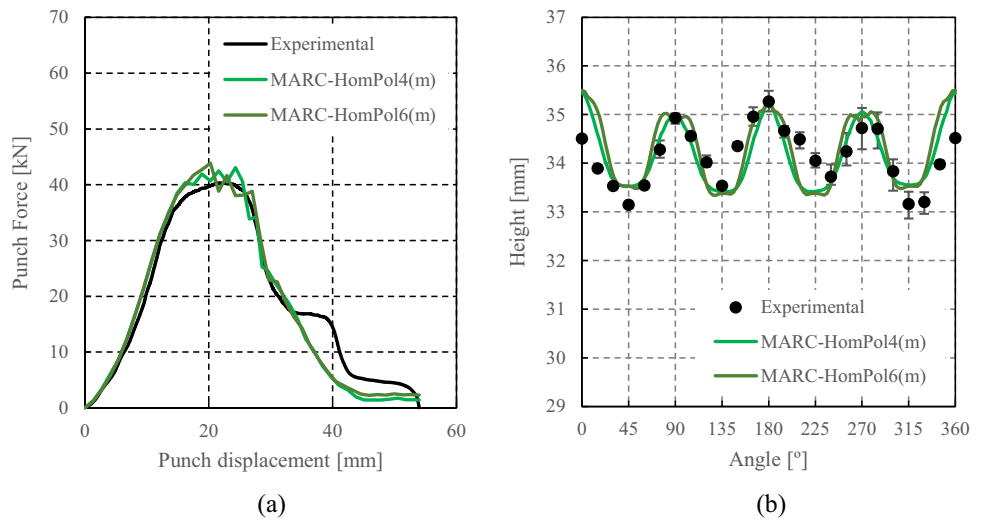 70
60
50
40
30
20
10
0
0
20
40
60
Punch Force [kN]
Punch displacement [mm]
Experimental
MARC-HomPol4(m)
MARC-HomPol6(m)
(a)
37
36
35
34
33
32
31
30
29
0
45
90
135
180
225
270
315
360
Height [mm]
Angle [º]
Experimental
MARC-HomPol4(m)
MARC-HomPol6(m)
(b)